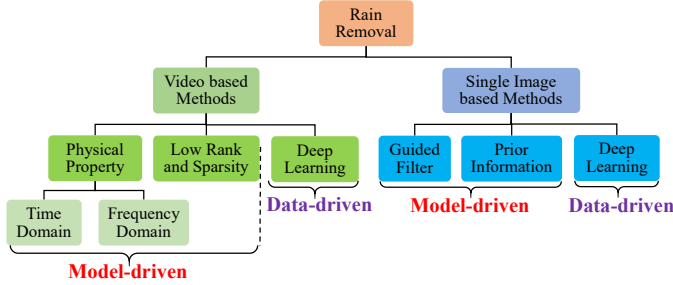 Rain
Removal
Video based
Methods
Single Image
based Methods
Physical
Property
Low Rank
and Sparsity
Deep
Learning
Guided
Filter
Prior
Information
Deep
Learning
Data-driven
Model-driven
Data-driven
Time
Domain
Frequency
Domain
Model-driven